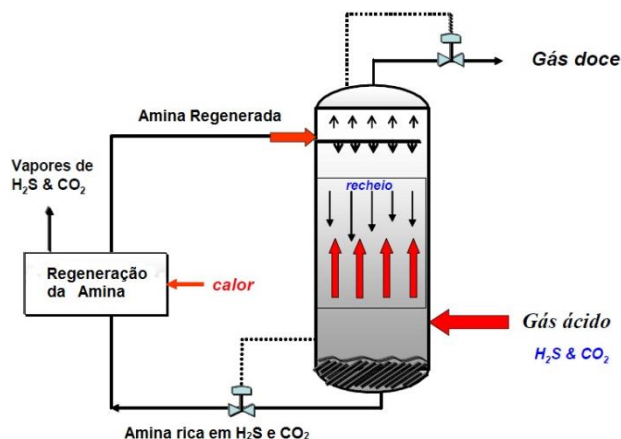 Gás doce
Amina Regenerada
Vapores de
H₂S & CO₂
recheio
Regeneração
da Amina
calor
Gás ácido
H₂S & CO₂
Amina rica em H₂S e CO₂